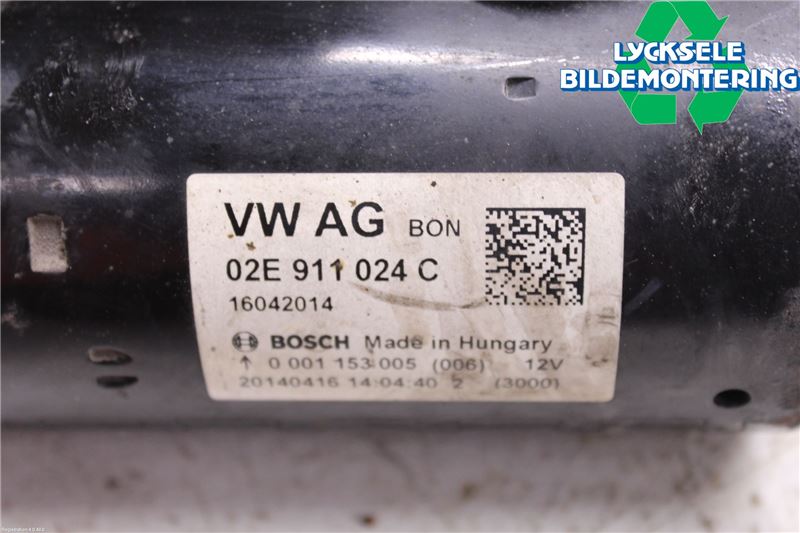 LYCKSELE
BILDEMONTERING
VW AG BON
02E 911 024 C
16042014
BOSCH Made in Hungary
↑ 0 001 153 005 (006) 12V
20140416 14:04:40 2 (3000)